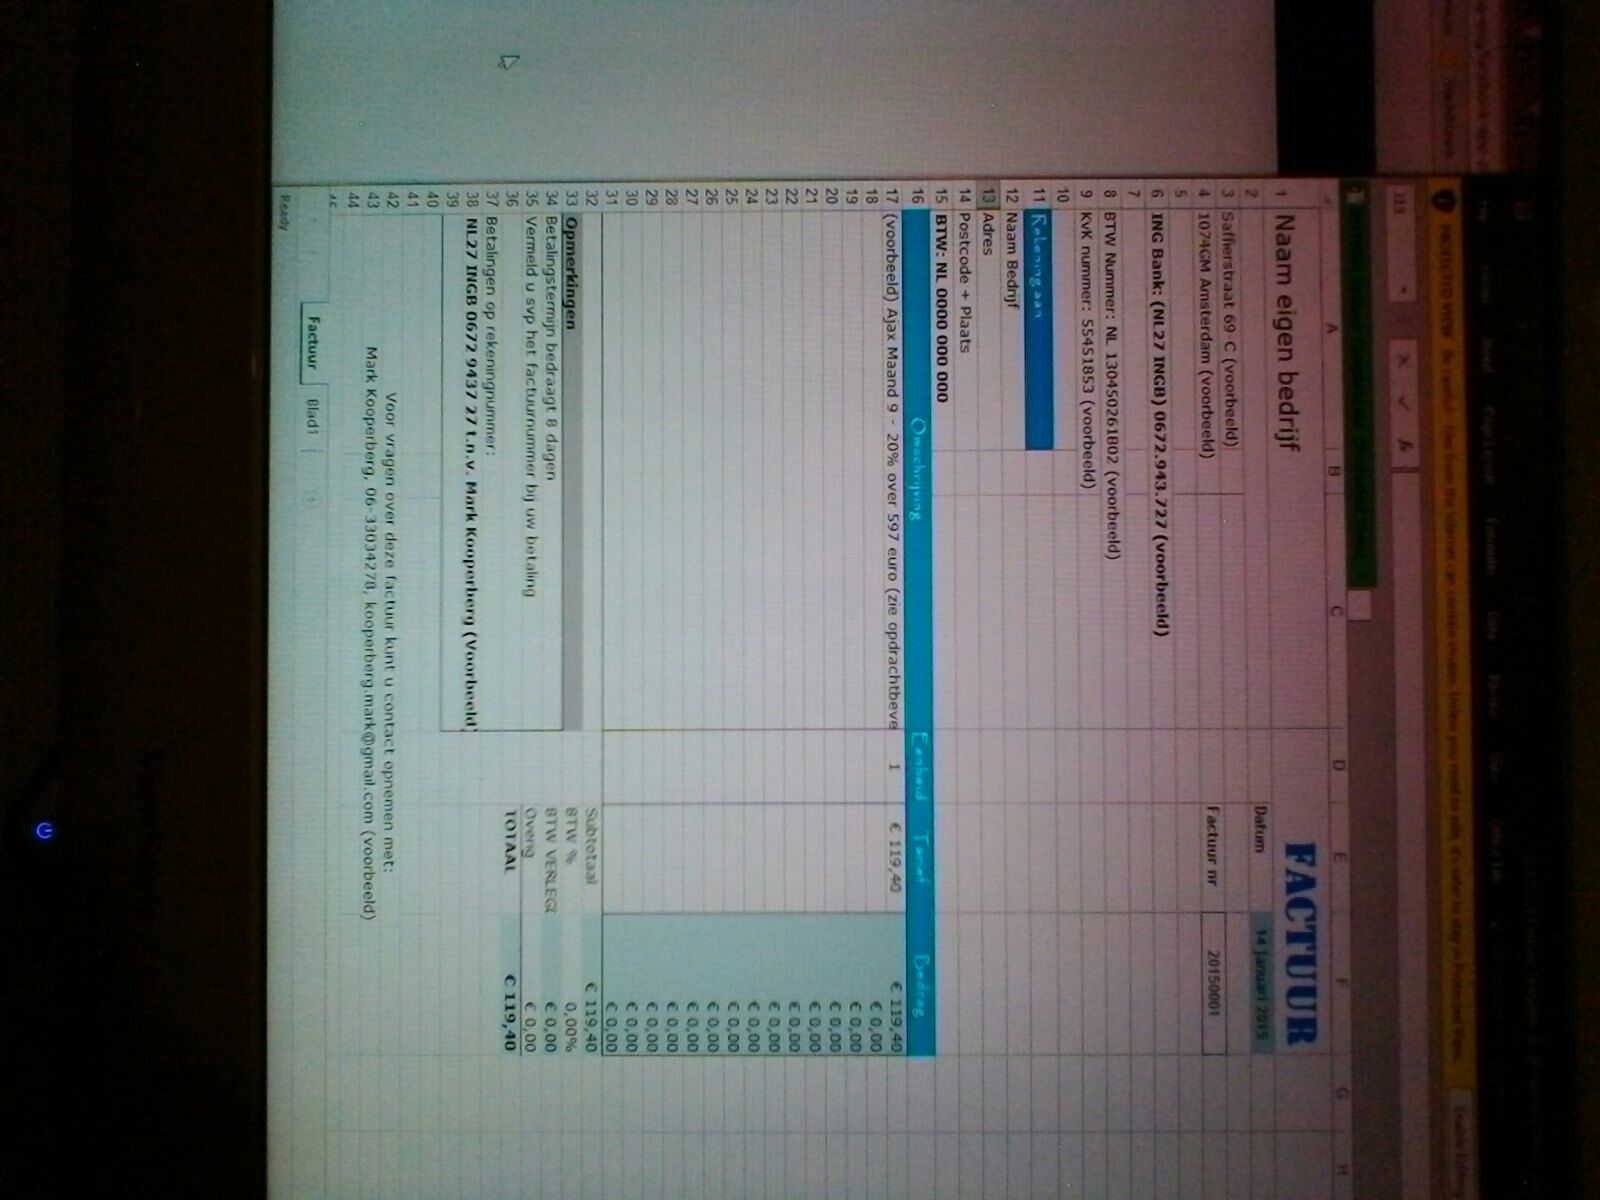 File Home Insert Page Layout Formulas Data Review View Office Tab
PROTECTED VIEW Be careful - files from the Internet can contain viruses. Unless you need to edit, it's safer to stay in Protected View. Enable Editing
J13 fx
A B C D E F G H
1 Naam eigen bedrijf FACTUUR
2 Datum 14 januari 2015
3 Saffierstraat 69-C (voorbeeld)
4 1074GM Amsterdam (voorbeeld) Factuur nr 20150001
5
6 ING Bank: (NL27 INGB) 0672.943.727 (voorbeeld)
7
8 BTW Nummer: NL 130450261B02 (voorbeeld)
9 KvK nummer: 55451853 (voorbeeld)
10
11 Rekening aan
12 Naam Bedrijf
13 Adres
14 Postcode + Plaats
15 BTW: NL 0000 000 000
16 Omschrijving Eenheid Tarief Bedrag
17 (voorbeeld) Ajax Maand 9 - 20% over 597 euro (zie opdrachtbeve 1 € 119,40 € 119,40
18 € 0,00
19 € 0,00
20 € 0,00
21 € 0,00
22 € 0,00
23 € 0,00
24 € 0,00
25 € 0,00
26 € 0,00
27 € 0,00
28 € 0,00
29 € 0,00
30 € 0,00
31 € 0,00
32 Subtotaal € 119,40
33 Opmerkingen BTW % 0,00%
34 Betalingstermijn bedraagt 8 dagen BTW VERLEGD € 0,00
35 Vermeld u svp het factuurnummer bij uw betaling Overig € 0,00
36 TOTAAL € 119,40
37 Betalingen op rekeningnummer:
38 NL27 INGB 0672 9437 27 t.n.v. Mark Kooperberg (Voorbeeld)
39
40
41
42 Voor vragen over deze factuur kunt u contact opnemen met:
43 Mark Kooperberg, 06-33034278, kooperberg.mark@gmail.com (voorbeeld)
44
Factuur Blad1
Ready